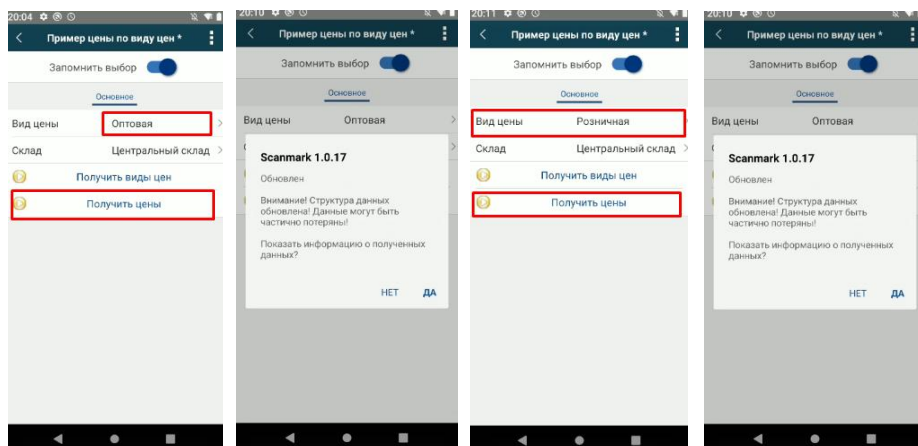 20:04
Пример цены по виду цен *
Запомнить выбор
Основное
Вид цены Оптовая
Склад Центральный склад
Получить виды цен
Получить цены
20:10
Пример цены по виду цен *
Запомнить выбор
Основное
Вид цены Оптовая
Scanmark 1.0.17
Обновлен
Внимание! Структура данных
обновлена! Данные могут быть
частично потеряны!
Показать информацию о полученных
данных?
НЕТ ДА
20:11
Пример цены по виду цен *
Запомнить выбор
Основное
Вид цены Розничная
Склад Центральный склад
Получить виды цен
Получить цены
20:10
Пример цены по виду цен *
Запомнить выбор
Основное
Вид цены Оптовая
Scanmark 1.0.17
Обновлен
Внимание! Структура данных
обновлена! Данные могут быть
частично потеряны!
Показать информацию о полученных
данных?
НЕТ ДА